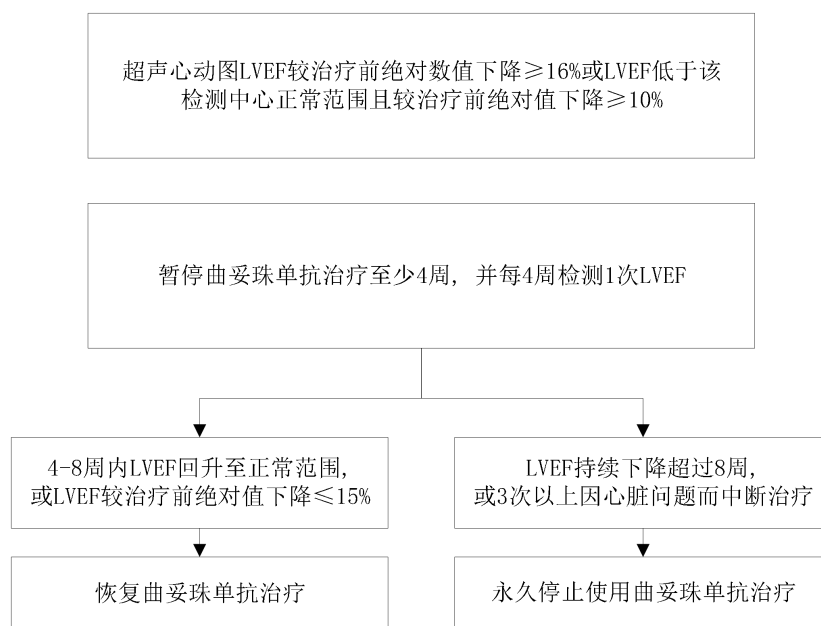 超声心动图LVEF较治疗前绝对数值下降≥16%或LVEF低于该
检测中心正常范围且较治疗前绝对值下降≥10%
暂停曲妥珠单抗治疗至少4周, 并每4周检测1次LVEF
4-8周内LVEF回升至正常范围,
或LVEF较治疗前绝对值下降≤15%
LVEF持续下降超过8周,
或3次以上因心脏问题而中断治疗
恢复曲妥珠单抗治疗
永久停止使用曲妥珠单抗治疗